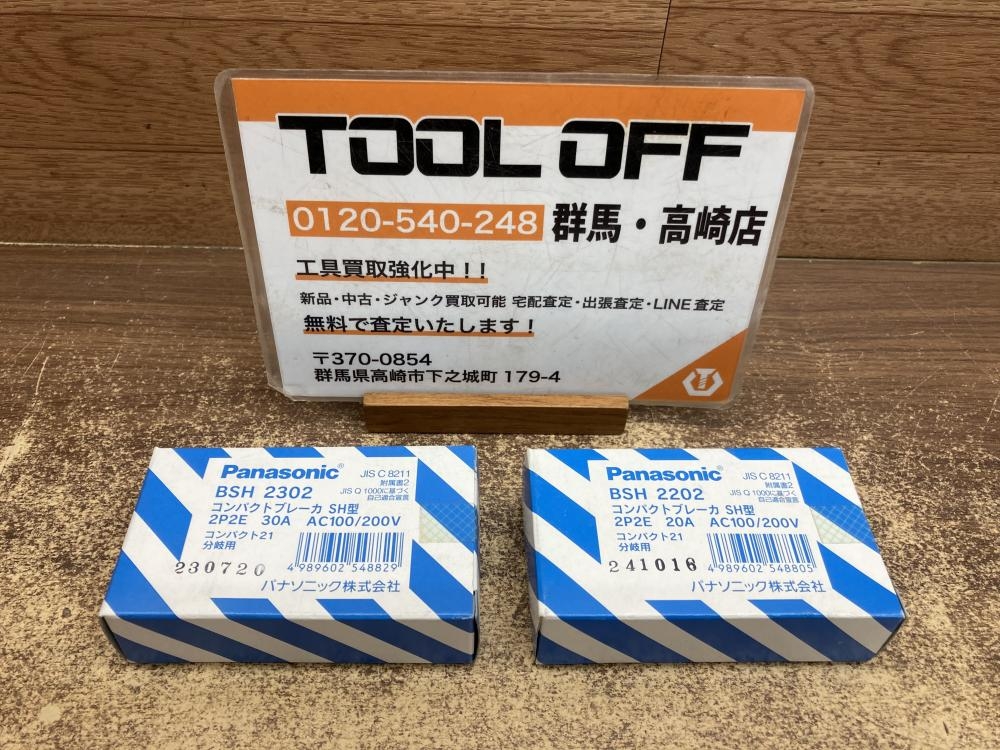 TOOL OFF
0120-540-248 群馬・高崎店
工具買取強化中！！
新品・中古・ジャンク買取可能 宅配査定・出張査定・LINE査定
無料で査定いたします！
〒370-0854
群馬県高崎市下之城町 179-4
Panasonic®
JIS C 8211
附属書2
BSH 2302
JIS Q 1000に基づく
自己適合宣言
コンパクトブレーカ SH型
2P2E 30A AC100/200V
コンパクト21
分岐用
230720
4989602 548829
パナソニック株式会社
Panasonic®
JIS C 8211
附属書2
BSH 2202
JIS Q 1000に基づく
自己適合宣言
コンパクトブレーカ SH型
2P2E 20A AC100/200V
コンパクト21
分岐用
241016
4989602 548805
パナソニック株式会社